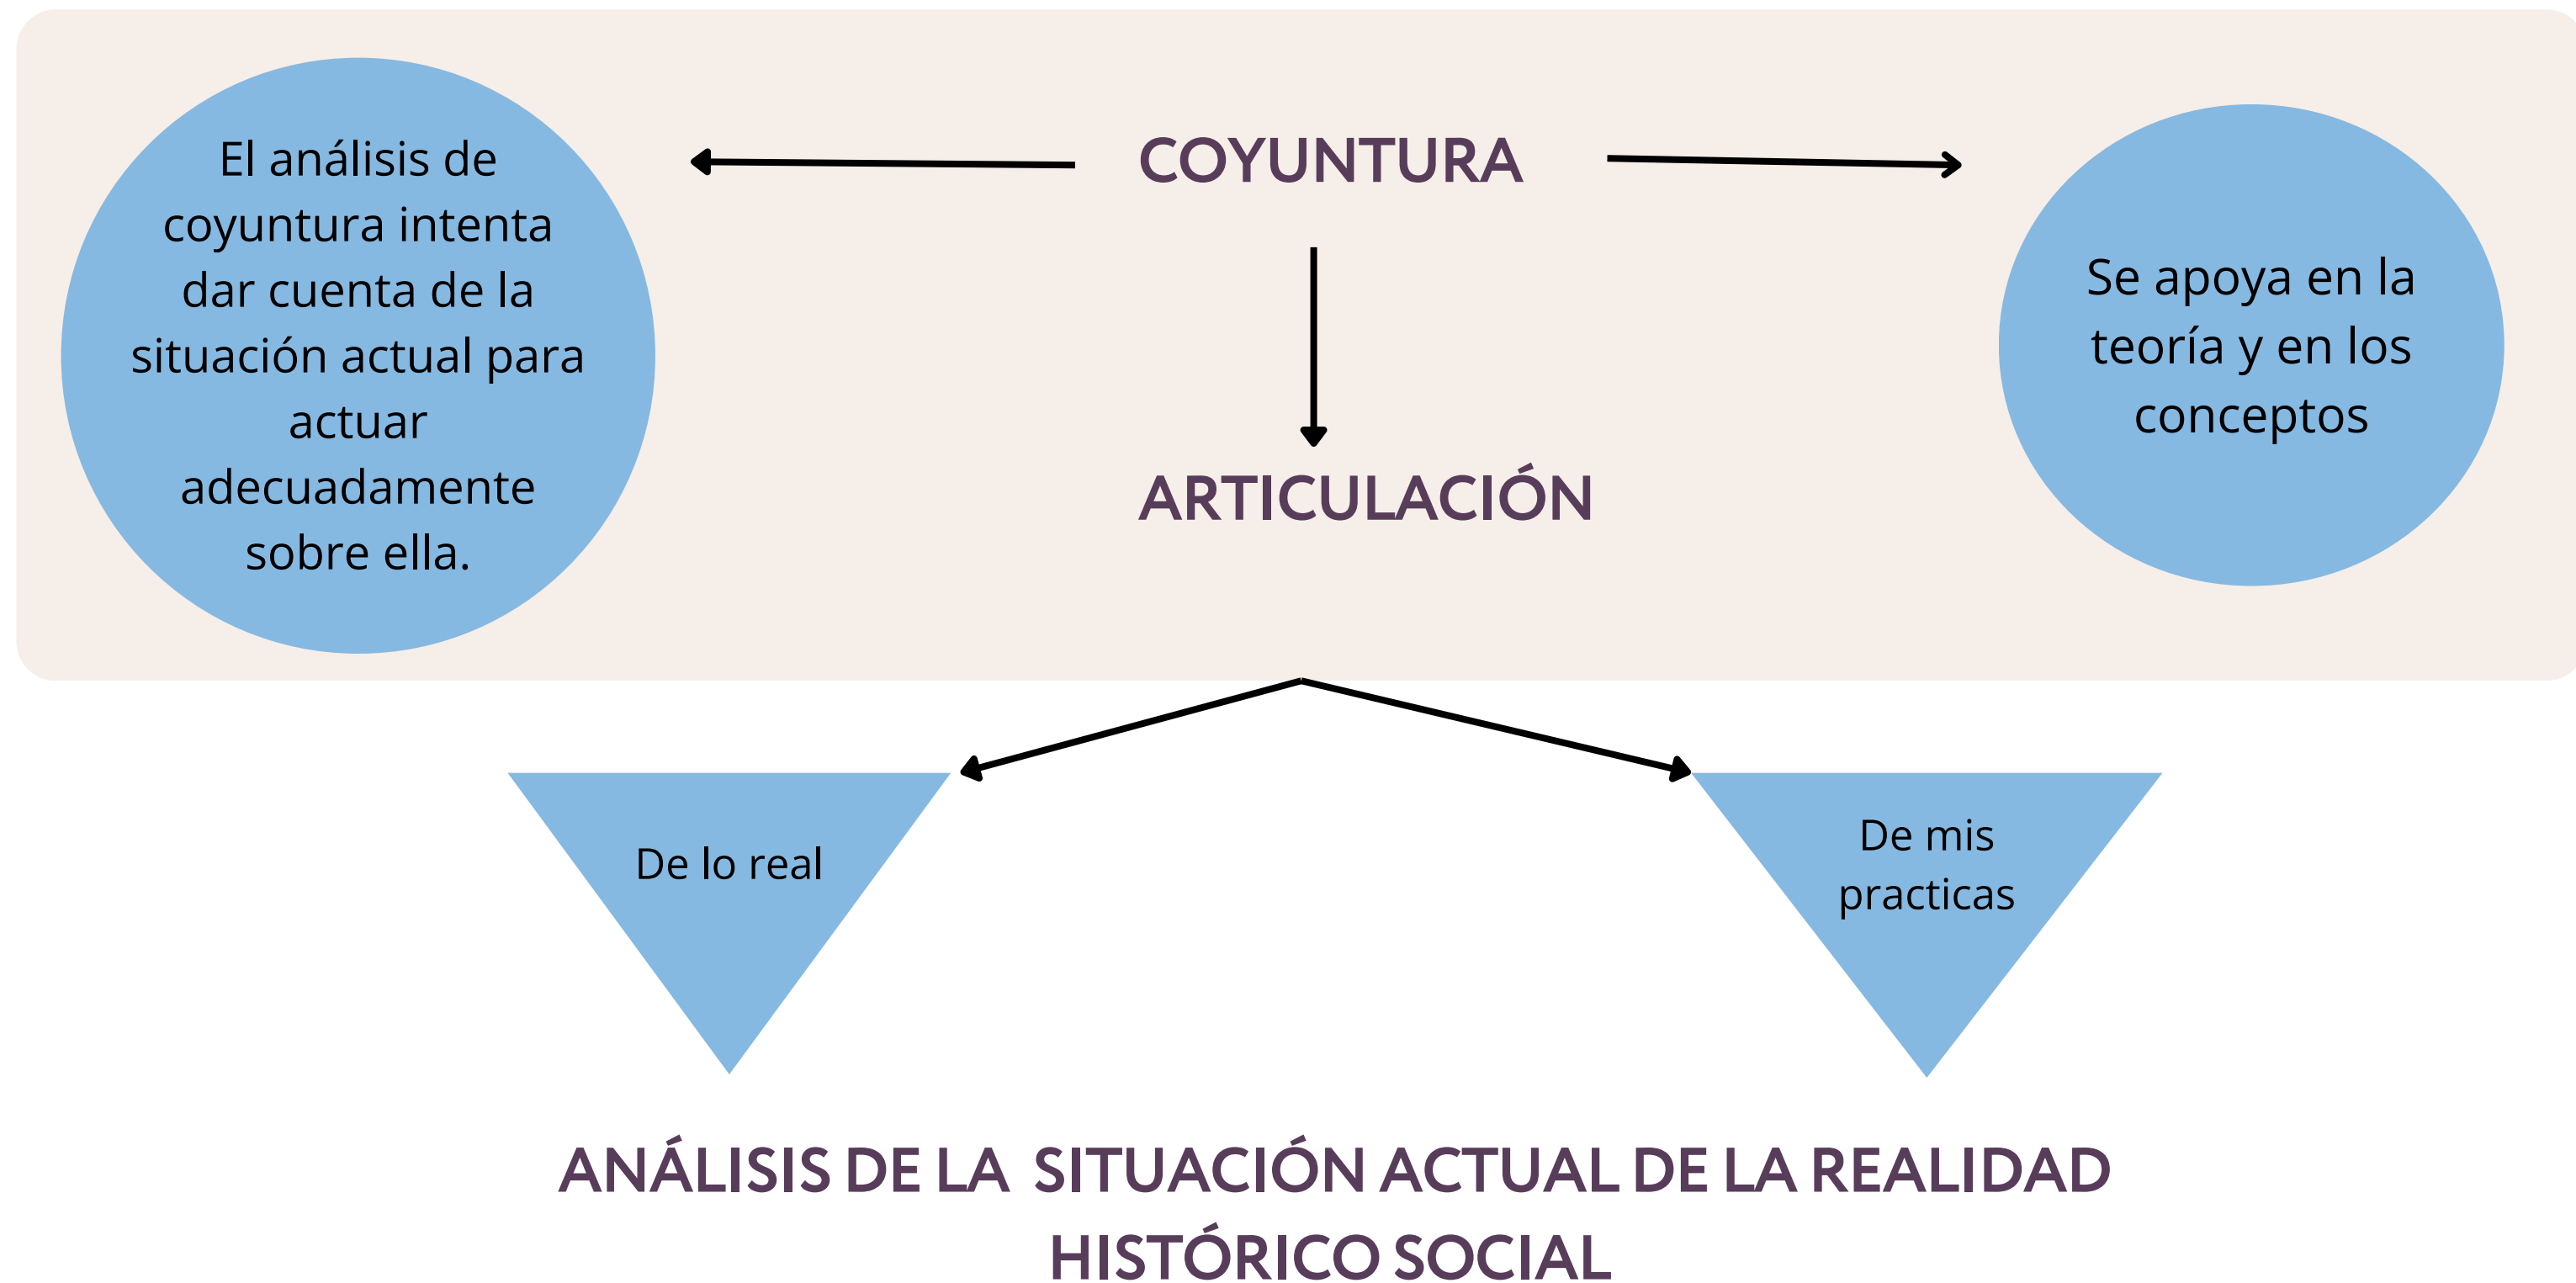 El análisis de
coyuntura intenta
dar cuenta de la
situación actual para
actuar
adecuadamente
sobre ella.
COYUNTURA
ARTICULACIÓN
Se apoya en la
teoría y en los
conceptos
De lo real
De mis
practicas
ANÁLISIS DE LA SITUACIÓN ACTUAL DE LA REALIDAD
HISTÓRICO SOCIAL